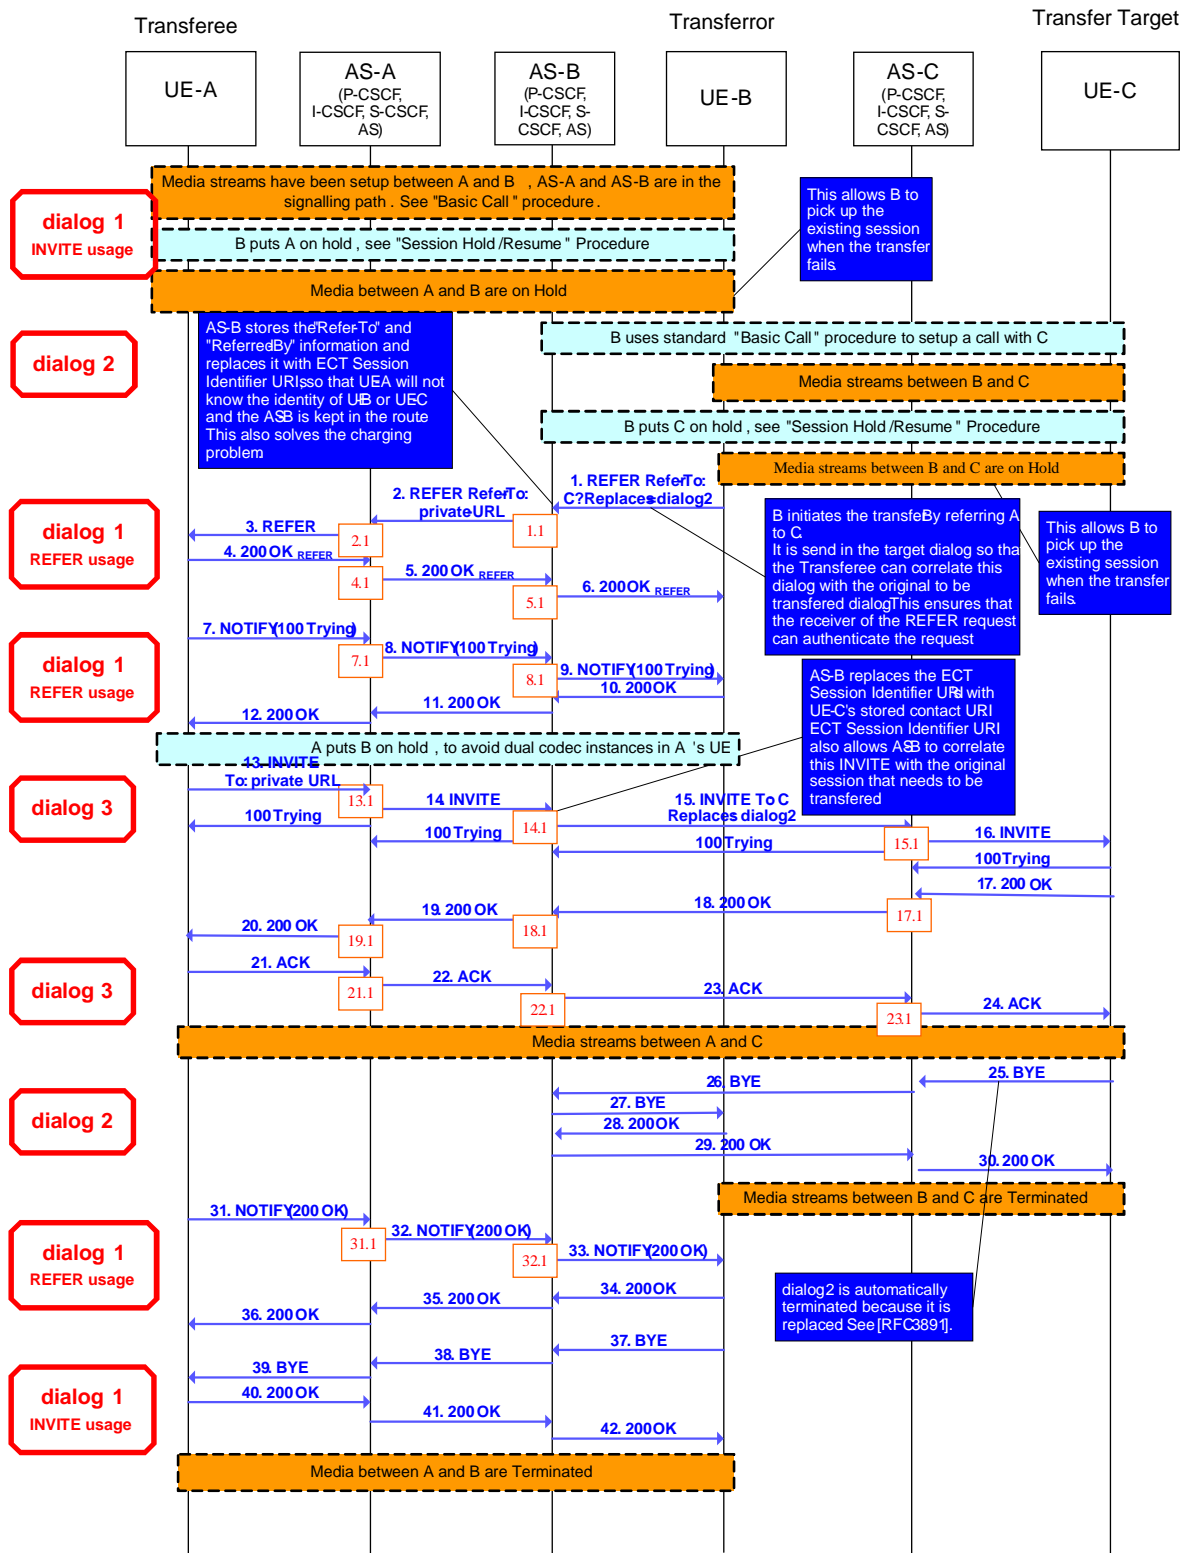 Transferee
Transferror
Transfer Target
UE-A
AS-A
(P-CSCF,
I-CSCF, S-CSCF,
AS)
AS-B
(P-CSCF,
I-CSCF, S-
CSCF, AS)
UE-B
AS-C
(P-CSCF,
I-CSCF, S-
CSCF, AS)
UE-C
Media streams have been setup between A and B , AS-A and AS-B are in the
signalling path . See "Basic Call " procedure .
dialog 1
INVITE usage
B puts A on hold , see "Session Hold /Resume " Procedure
Media between A and B are on Hold
This allows B to
pick up the
existing session
when the transfer
fails.
AS-B stores the "Refer-To" and
"Referred-By" information and
replaces it with ECT Session
Identifier URIs, so that UE-A will not
know the identity of UE-B or UE-C
and the AS-B is kept in the route.
This also solves the charging
problem.
dialog 2
B uses standard "Basic Call " procedure to setup a call with C
Media streams between B and C
B puts C on hold , see "Session Hold /Resume " Procedure
Media streams between B and C are on Hold
1. REFER Refer-To:
C?Replaces=dialog2
2. REFER Refer-To:
private-URL
1.1
dialog 1
REFER usage
3. REFER
2.1
4. 200 OK REFER
4.1
5. 200 OK REFER
5.1
6. 200 OK REFER
B initiates the transfer By referring A
to C.
It is send in the target dialog so tha
the Transferee can correlate this
dialog with the original to be
transfered dialog This ensures that
the receiver of the REFER request
can authenticate the request
This allows B to
pick up the
existing session
when the transfer
fails.
dialog 1
REFER usage
7. NOTIFY (100 Trying)
7.1
8. NOTIFY (100 Trying)
8.1
9. NOTIFY (100 Trying)
10. 200 OK
11. 200 OK
12. 200 OK
AS-B replaces the ECT
Session Identifier URI with
UE-C's stored contact URI
ECT Session Identifier URI
also allows AS-B to correlate
this INVITE with the original
session that needs to be
transfered
A puts B on hold , to avoid dual codec instances in A 's UE
dialog 3
13. INVITE
To: private URL
13.1
14. INVITE
14.1
15. INVITE To C
Replaces dialog2
15.1
16. INVITE
100 Trying
100 Trying
100 Trying
100 Trying
17. 200 OK
17.1
18. 200 OK
18.1
19. 200 OK
19.1
20. 200 OK
dialog 3
21. ACK
21.1
22. ACK
22.1
23. ACK
23.1
24. ACK
Media streams between A and C
dialog 2
25. BYE
26. BYE
27. BYE
28. 200 OK
29. 200 OK
30. 200 OK
Media streams between B and C are Terminated
dialog 1
REFER usage
31. NOTIFY (200 OK)
31.1
32. NOTIFY (200 OK)
32.1
33. NOTIFY (200 OK)
34. 200 OK
35. 200 OK
36. 200 OK
dialog2 is automatically
terminated because it is
replaced See [RFC3891].
dialog 1
INVITE usage
37. BYE
38. BYE
39. BYE
40. 200 OK
41. 200 OK
42. 200 OK
Media between A and B are Terminated